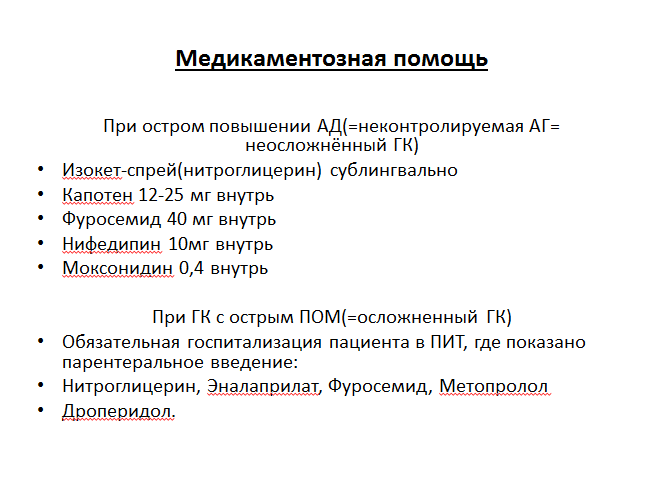 Медикаментозная помощь
При остром повышении АД(=неконтролируемая АГ=
неосложнённый ГК)
• Изокет-спрей(нитроглицерин) сублингвально
• Капотен 12-25 мг внутрь
• Фуросемид 40 мг внутрь
• Нифедипин 10мг внутрь
• Моксонидин 0,4 внутрь
При ГК с острым ПОМ(=осложненный ГК)
• Обязательная госпитализация пациента в ПИТ, где показано
парентеральное введение:
• Нитроглицерин, Эналаприлат, Фуросемид, Метопролол
• Дроперидол.